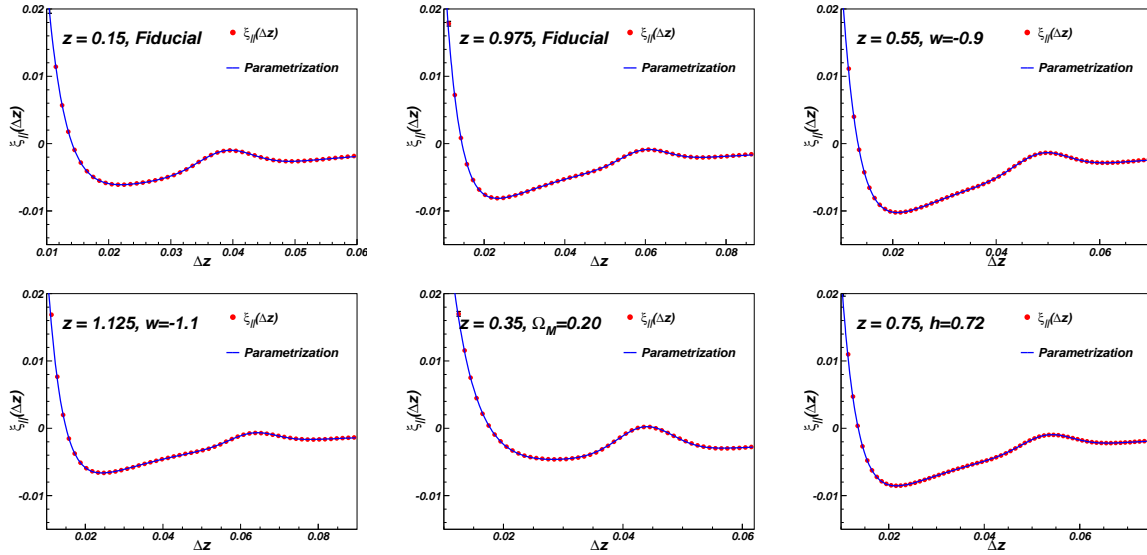 0.02
0.01
0
-0.01
0.01 0.02 0.03 0.04 0.05 0.06
ξ//(Δz)
Δz
z = 0.15, Fiducial
ξ//(Δz)
Parametrization
0.02
0.01
0
-0.01
0.02 0.04 0.06 0.08
ξ//(Δz)
Δz
z = 0.975, Fiducial
ξ//(Δz)
Parametrization
0.02
0.01
0
-0.01
0.02 0.04 0.06
ξ//(Δz)
Δz
z = 0.55, w=-0.9
ξ//(Δz)
Parametrization
0.02
0.01
0
-0.01
0.02 0.04 0.06 0.08
ξ//(Δz)
Δz
z = 1.125, w=-1.1
ξ//(Δz)
Parametrization
0.02
0.01
0
-0.01
0.02 0.04 0.06
ξ//(Δz)
Δz
z = 0.35, ΩM=0.20
ξ//(Δz)
Parametrization
0.02
0.01
0
-0.01
0.02 0.04 0.06
ξ//(Δz)
Δz
z = 0.75, h=0.72
ξ//(Δz)
Parametrization